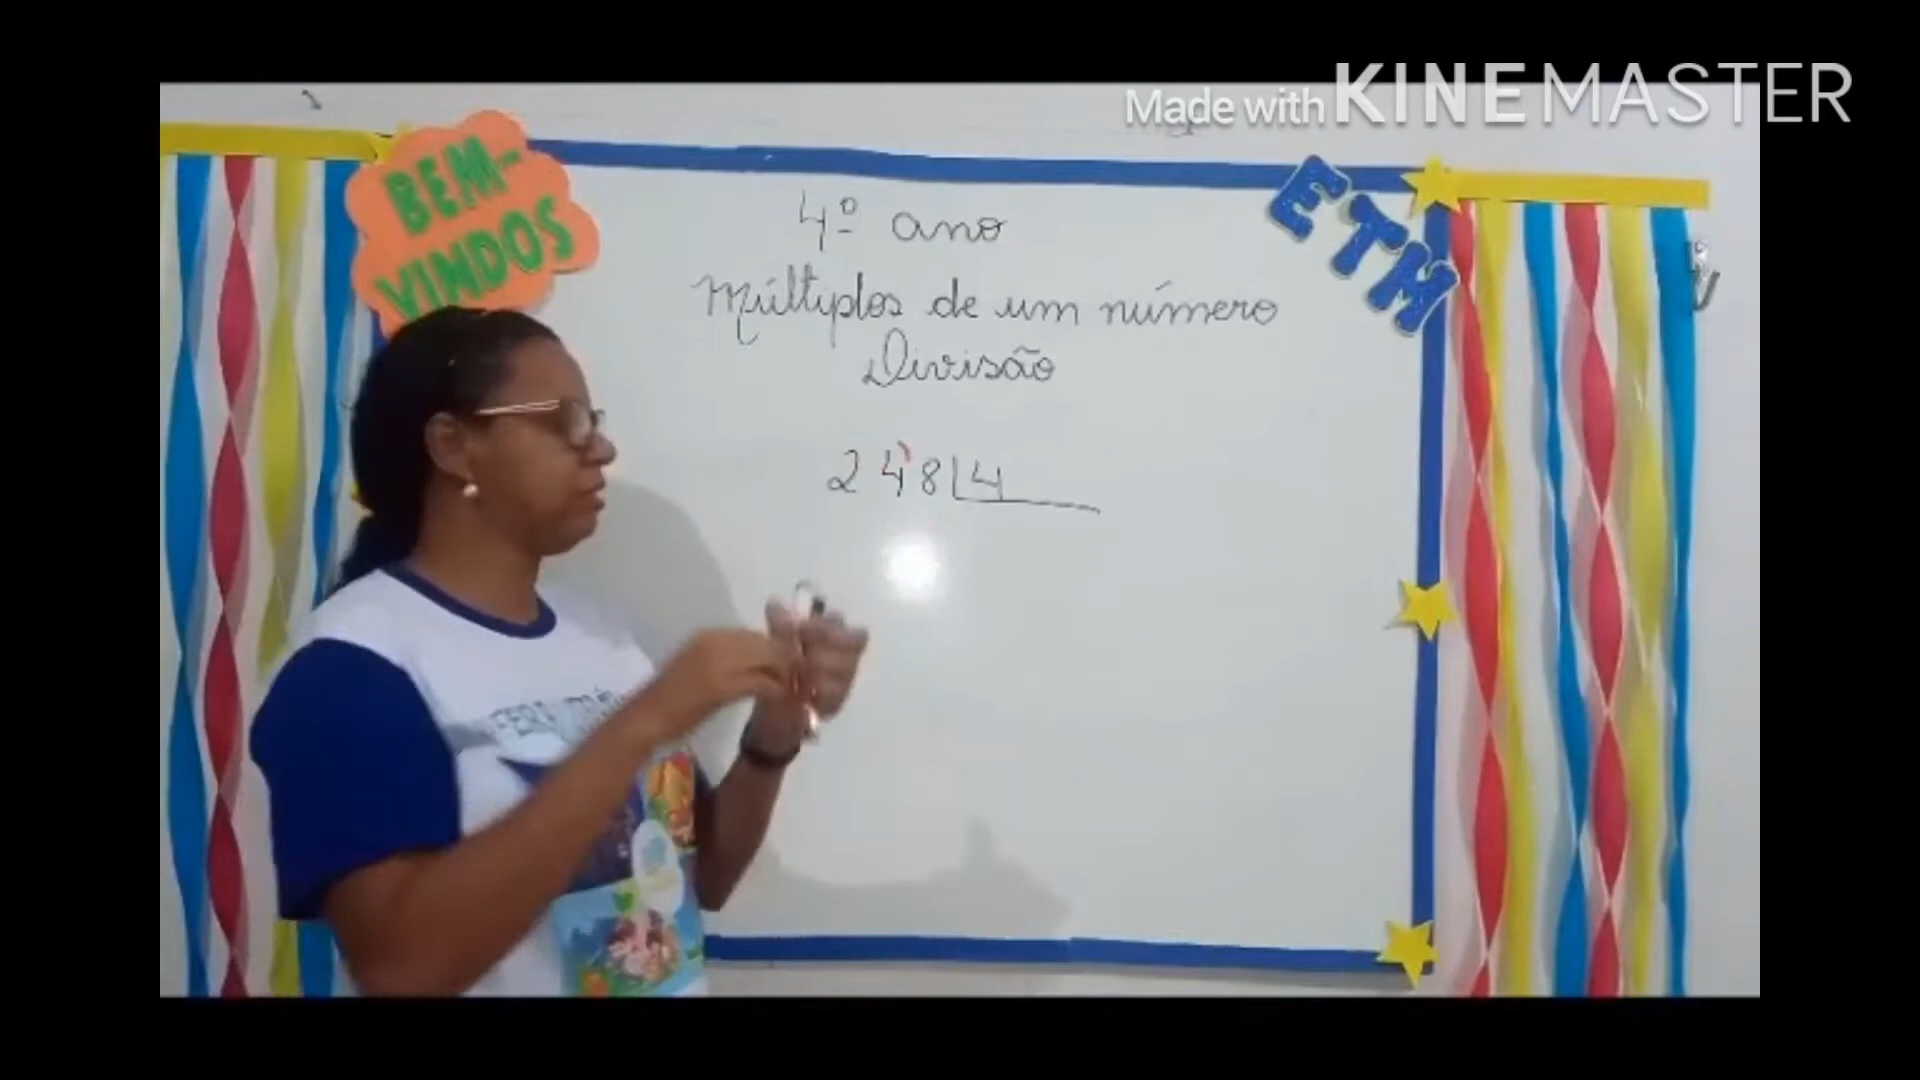 Made with KINEMASTER
BEM-
VINDOS
ETM
4º ano
Múltiplos de um número
Divisão
248 4